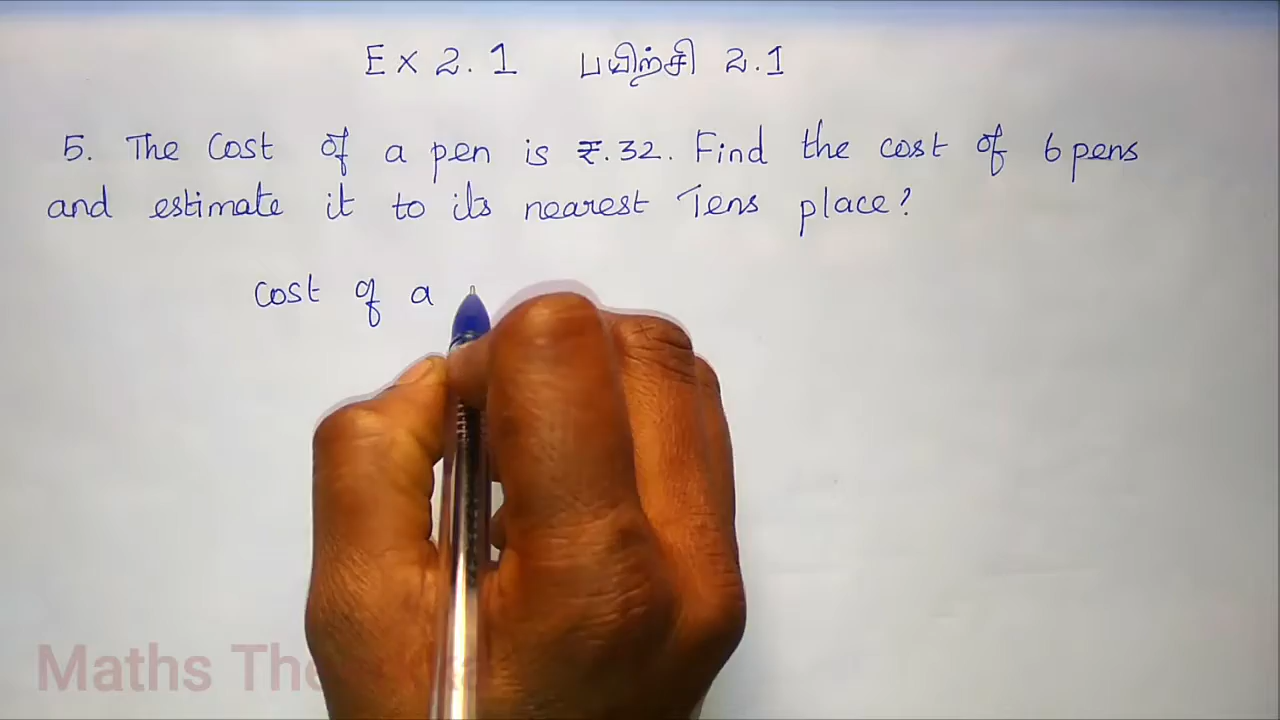 Ex 2.1 பயிற்சி 2.1
5. The Cost of a pen is ₹.32. Find the cost of 6 pens
and estimate it to its nearest Tens place?
cost of a
Maths